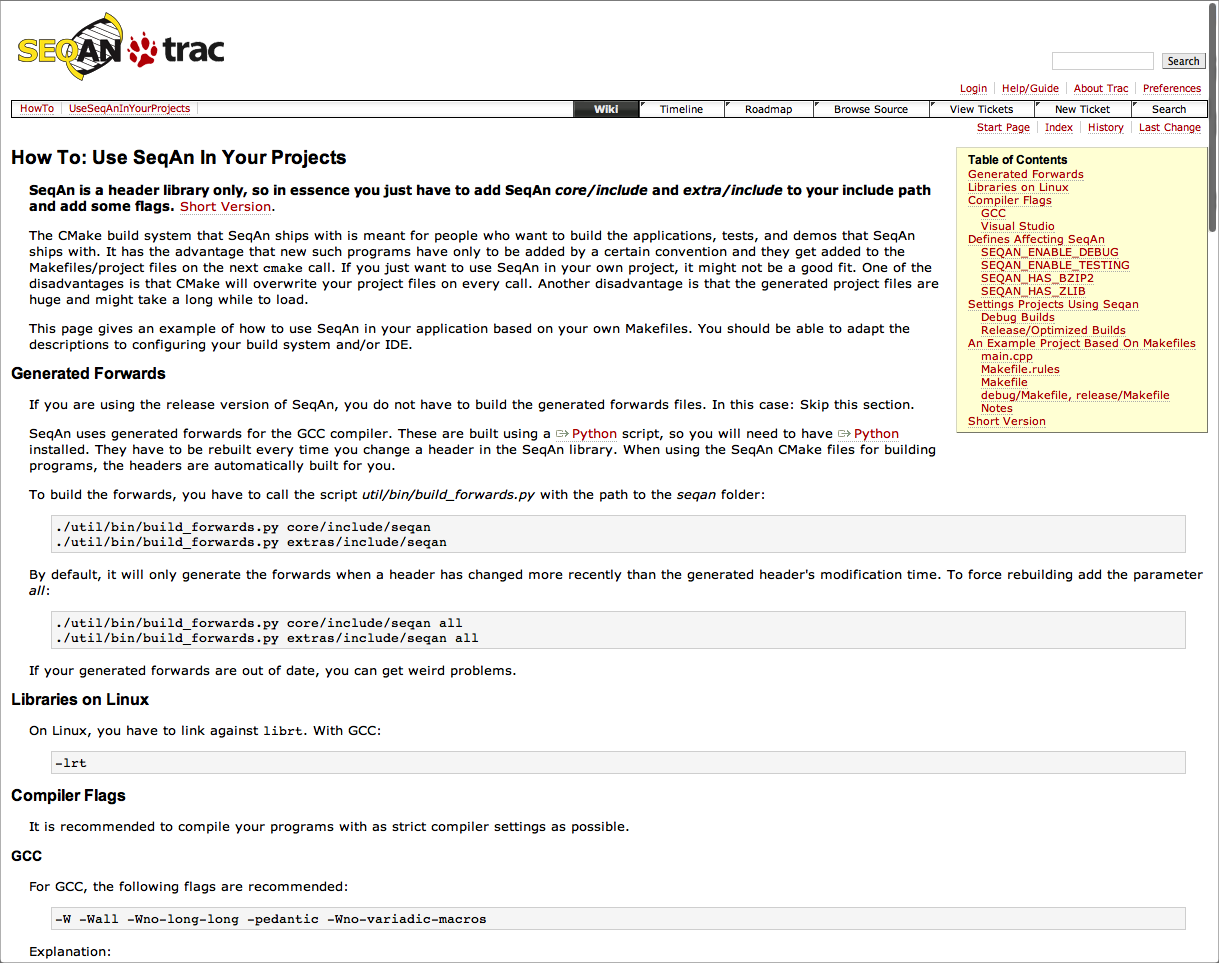 SEQAN trac
Search
Login Help/Guide About Trac Preferences
HowTo UseSeqAnInYourProjects Wiki Timeline Roadmap Browse Source View Tickets New Ticket Search
Start Page Index History Last Change
How To: Use SeqAn In Your Projects
SeqAn is a header library only, so in essence you just have to add SeqAn core/include and extra/include to your include path
and add some flags. Short Version.
The CMake build system that SeqAn ships with is meant for people who want to build the applications, tests, and demos that SeqAn
ships with. It has the advantage that new such programs have only to be added by a certain convention and they get added to the
Makefiles/project files on the next cmake call. If you just want to use SeqAn in your own project, it might not be a good fit. One of the
disadvantages is that CMake will overwrite your project files on every call. Another disadvantage is that the generated project files are
huge and might take a long while to load.
This page gives an example of how to use SeqAn in your application based on your own Makefiles. You should be able to adapt the
descriptions to configuring your build system and/or IDE.
Table of Contents
Generated Forwards
Libraries on Linux
Compiler Flags
GCC
Visual Studio
Defines Affecting SeqAn
SEQAN_ENABLE_DEBUG
SEQAN_ENABLE_TESTING
SEQAN_HAS_BZIP2
SEQAN_HAS_ZLIB
Settings Projects Using Seqan
Debug Builds
Release/Optimized Builds
An Example Project Based On Makefiles
main.cpp
Makefile.rules
Makefile
debug/Makefile, release/Makefile
Notes
Short Version
Generated Forwards
If you are using the release version of SeqAn, you do not have to build the generated forwards files. In this case: Skip this section.
SeqAn uses generated forwards for the GCC compiler. These are built using a Python script, so you will need to have Python
installed. They have to be rebuilt every time you change a header in the SeqAn library. When using the SeqAn CMake files for building
programs, the headers are automatically built for you.
To build the forwards, you have to call the script util/bin/build_forwards.py with the path to the seqan folder:
./util/bin/build_forwards.py core/include/seqan
./util/bin/build_forwards.py extras/include/seqan
By default, it will only generate the forwards when a header has changed more recently than the generated header's modification time. To force rebuilding add the parameter
all:
./util/bin/build_forwards.py core/include/seqan all
./util/bin/build_forwards.py extras/include/seqan all
If your generated forwards are out of date, you can get weird problems.
Libraries on Linux
On Linux, you have to link against librt. With GCC:
-lrt
Compiler Flags
It is recommended to compile your programs with as strict compiler settings as possible.
GCC
For GCC, the following flags are recommended:
-W -Wall -Wno-long-long -pedantic -Wno-variadic-macros
Explanation: